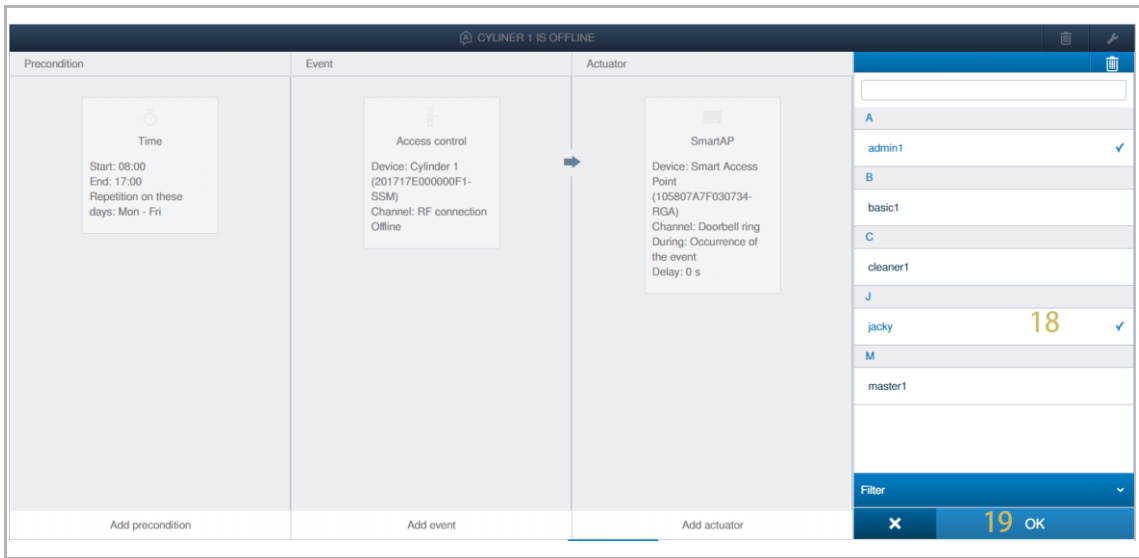 CYLINER 1 IS OFFLINE
Precondition
Event
Actuator
Time
Start: 08:00
End: 17:00
Repetition on these
days: Mon - Fri
Access control
Device: Cylinder 1
(201717E000000F1-
SSM)
Channel: RF connection
Offline
SmartAP
Device: Smart Access
Point
(105807A7F030734-
RGA)
Channel: Doorbell ring
During: Occurrence of
the event
Delay: 0 s
A
admin1
B
basic1
C
cleaner1
J
jacky 18
M
master1
Filter
19 OK
Add precondition
Add event
Add actuator